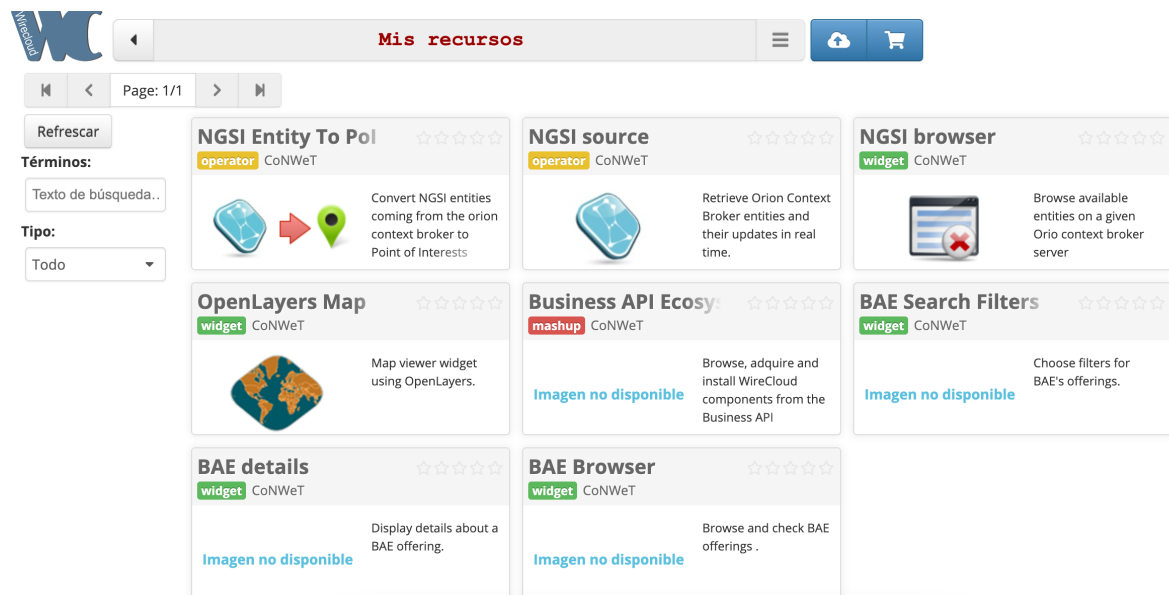 Wirecloud
Mis recursos
Page: 1/1
Refrescar
Términos:
Texto de búsqueda..
Tipo:
Todo
NGSI Entity To PoI
operator CoNWeT
Convert NGSI entities
coming from the orion
context broker to
Point of Interests
NGSI source
operator CoNWeT
Retrieve Orion Context
Broker entities and
their updates in real
time.
NGSI browser
widget CoNWeT
Browse available
entities on a given
Orio context broker
server
OpenLayers Map
widget CoNWeT
Map viewer widget
using OpenLayers.
Business API Ecosys
mashup CoNWeT
Imagen no disponible
Browse, adquire and
install WireCloud
components from the
Business API
BAE Search Filters
widget CoNWeT
Imagen no disponible
Choose filters for
BAE's offerings.
BAE details
widget CoNWeT
Imagen no disponible
Display details about a
BAE offering.
BAE Browser
widget CoNWeT
Imagen no disponible
Browse and check BAE
offerings .